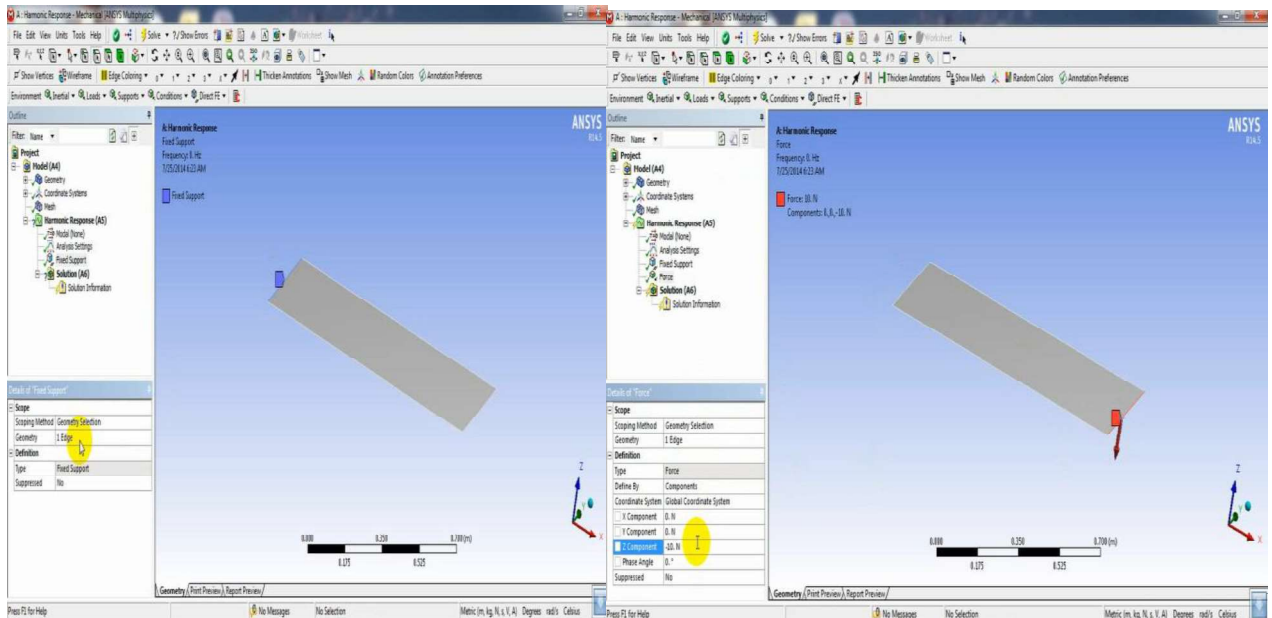 A : Harmonic Response - Mechanical [ANSYS Multiphysics]
File Edit View Units Tools Help Solve ▾ ?/Show Errors Worksheet
Show Vertices Wireframe Edge Coloring ▾ Thicken Annotations Show Mesh Random Colors Annotation Preferences
Environment Inertial ▾ Loads ▾ Supports ▾ Conditions ▾ Direct FE ▾
Outline
Filter: Name
Project
Model (A4)
Geometry
Coordinate Systems
Mesh
Harmonic Response (A5)
Modal (None)
Analysis Settings
Fixed Support
Solution (A6)
Solution Information
A: Harmonic Response
Fixed Support
Frequency: 0. Hz
7/25/2014 6:23 AM
Fixed Support
ANSYS
R14.5
Details of "Fixed Support"
Scope
Scoping Method Geometry Selection
Geometry 1 Edge
Definition
Type Fixed Support
Suppressed No
Z
Y
X
0.000 0.350 0.700 (m)
0.175 0.525
Geometry Print Preview Report Preview
Press F1 for Help No Messages No Selection Metric (m, kg, N, s, V, A) Degrees rad/s Celsius
A : Harmonic Response - Mechanical [ANSYS Multiphysics]
File Edit View Units Tools Help Solve ▾ ?/Show Errors Worksheet
Show Vertices Wireframe Edge Coloring ▾ Thicken Annotations Show Mesh Random Colors Annotation Preferences
Environment Inertial ▾ Loads ▾ Supports ▾ Conditions ▾ Direct FE ▾
Outline
Filter: Name
Project
Model (A4)
Geometry
Coordinate Systems
Mesh
Harmonic Response (A5)
Modal (None)
Analysis Settings
Fixed Support
Force
Solution (A6)
Solution Information
A: Harmonic Response
Force
Frequency: 0. Hz
7/25/2014 6:23 AM
Force: 10. N
Components: 0.,0.,-10. N
ANSYS
R14.5
Details of "Force"
Scope
Scoping Method Geometry Selection
Geometry 1 Edge
Definition
Type Force
Define By Components
Coordinate System Global Coordinate System
X Component 0. N
Y Component 0. N
Z Component -10. N
Phase Angle 0. °
Suppressed No
Z
Y
X
0.000 0.350 0.700 (m)
0.175 0.525
Geometry Print Preview Report Preview
Press F1 for Help No Messages No Selection Metric (m, kg, N, s, V, A) Degrees rad/s Celsius